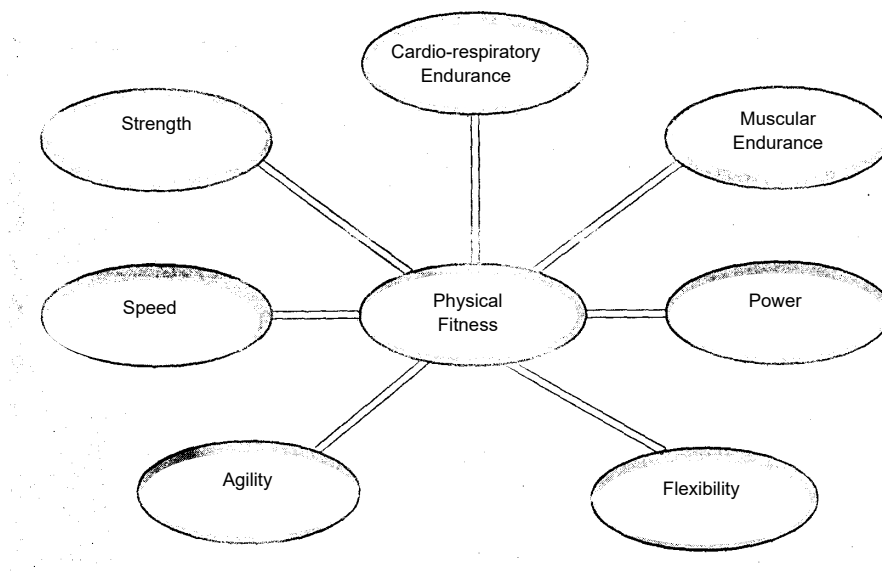 Cardio-respiratory
Endurance
Strength
Muscular
Endurance
Speed
Physical
Fitness
Power
Agility
Flexibility